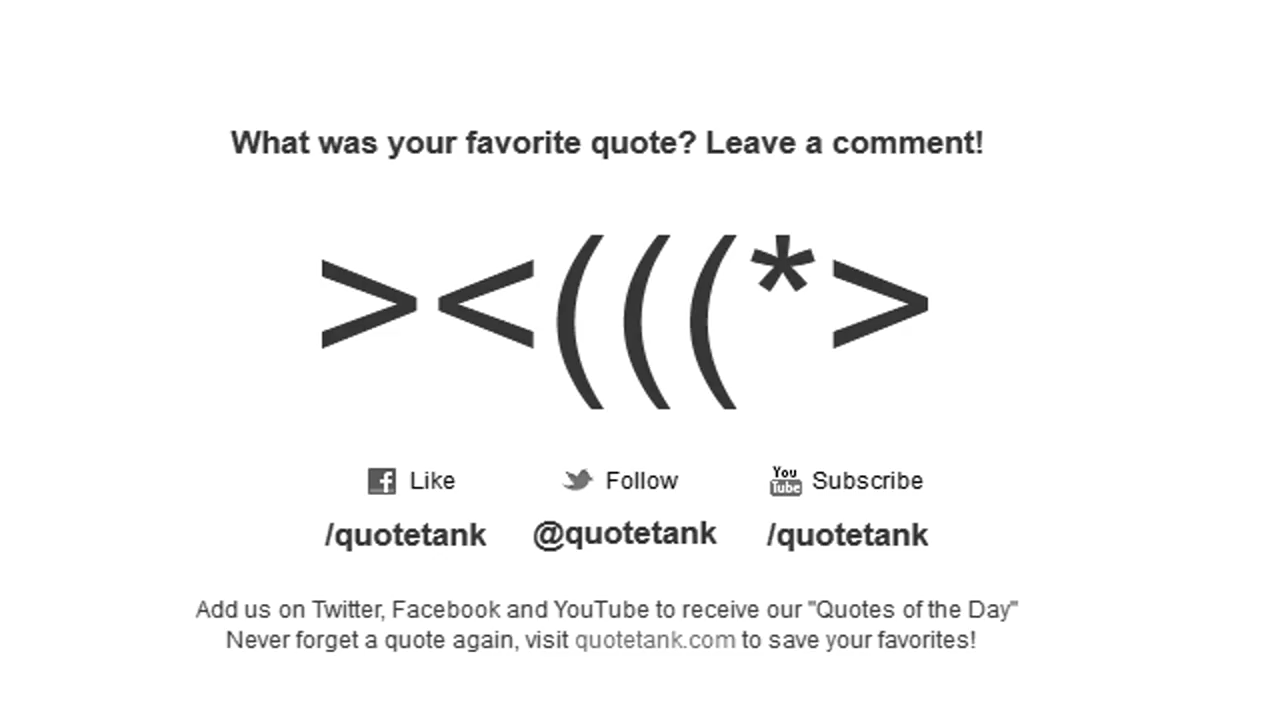 What was your favorite quote? Leave a comment!
><(((*>
f Like Follow You Tube Subscribe
/quotetank @quotetank /quotetank
Add us on Twitter, Facebook and YouTube to receive our "Quotes of the Day"
Never forget a quote again, visit quotetank.com to save your favorites!